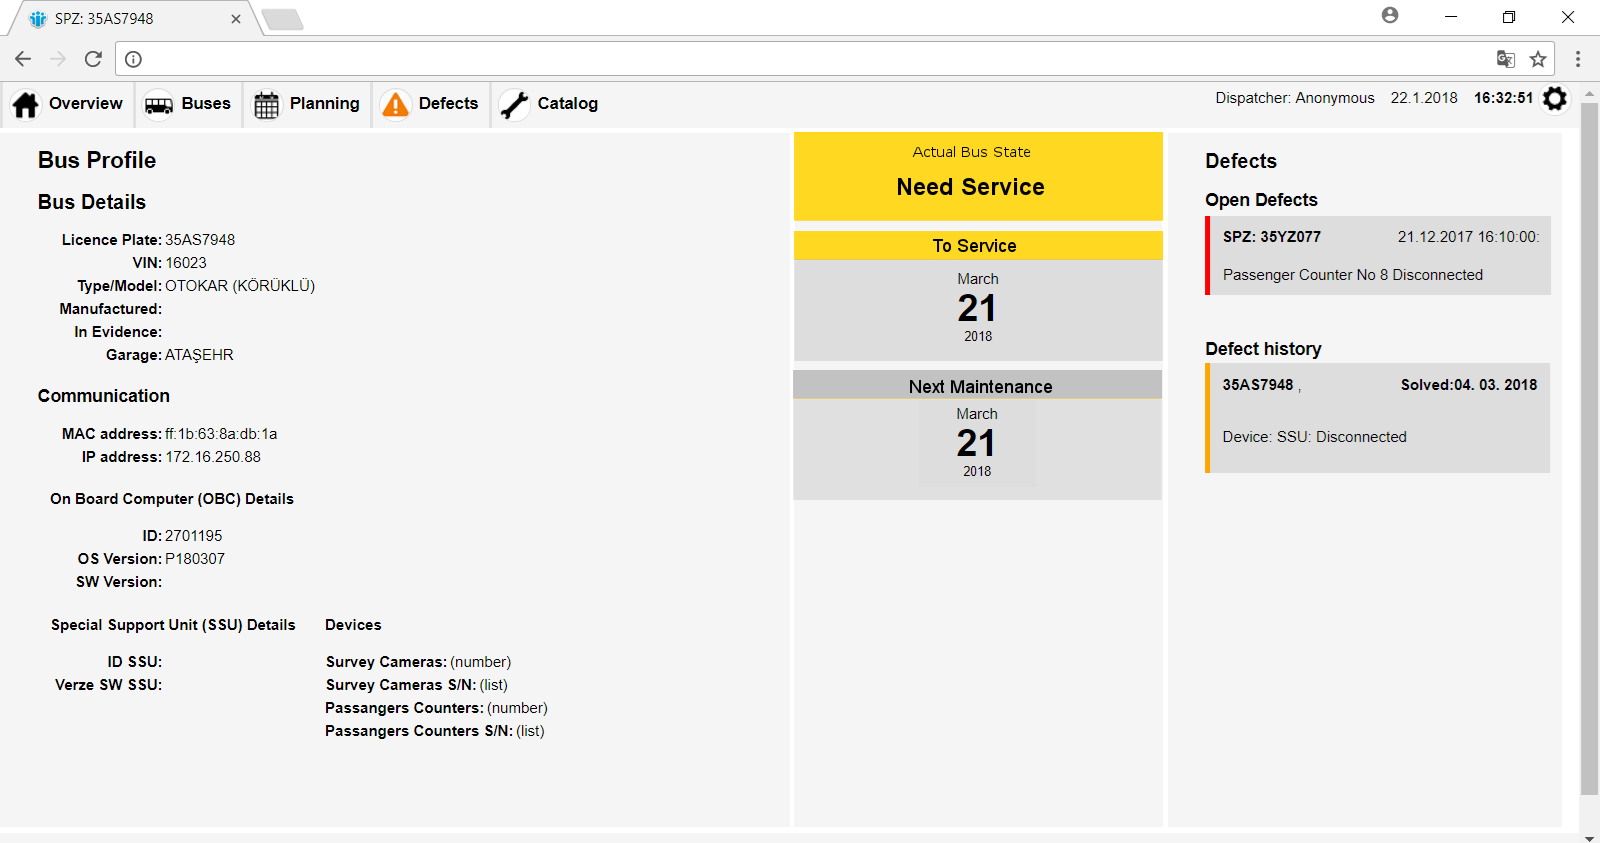 SPZ: 35AS7948
Overview
Buses
Planning
Defects
Catalog
Dispatcher: Anonymous 22.1.2018 16:32:51
Bus Profile
Bus Details
Licence Plate: 35AS7948
VIN: 16023
Type/Model: OTOKAR (KÖRÜKLÜ)
Manufactured:
In Evidence:
Garage: ATAŞEHR
Communication
MAC address: ff:1b:63:8a:db:1a
IP address: 172.16.250.88
On Board Computer (OBC) Details
ID: 2701195
OS Version: P180307
SW Version:
Special Support Unit (SSU) Details
ID SSU:
Verze SW SSU:
Devices
Survey Cameras: (number)
Survey Cameras S/N: (list)
Passangers Counters: (number)
Passangers Counters S/N: (list)
Actual Bus State
Need Service
To Service
March
21
2018
Next Maintenance
March
21
2018
Defects
Open Defects
SPZ: 35YZ077 21.12.2017 16:10:00:
Passenger Counter No 8 Disconnected
Defect history
35AS7948 , Solved:04. 03. 2018
Device: SSU: Disconnected